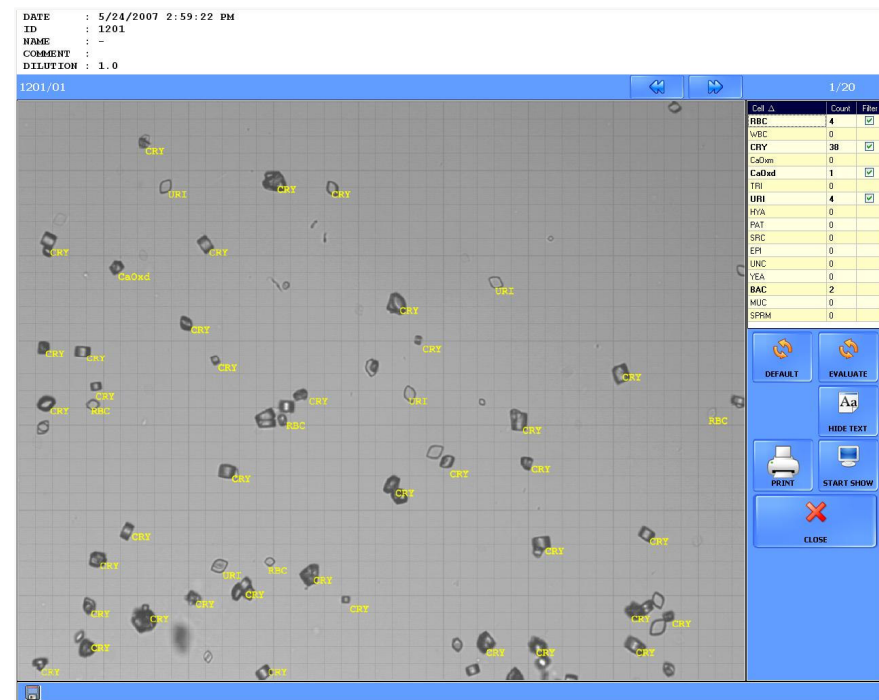 DATE : 5/24/2007 2:59:22 PM
ID : 1201
NAME : -
COMMENT :
DILUTION : 1.0
1201/01 1/20
Cell △ Count Filter
RBC 4
WBC 0
CRY 38
CaOxm 0
CaOxd 1
TRI 0
URI 4
HYA 0
PAT 0
SRC 0
EPI 0
UNC 0
YEA 0
BAC 2
MUC 0
SPRM 0
DEFAULT EVALUATE
Aa
HIDE TEXT
PRINT START SHOW
CLOSE
CRY
URI CRY CRY
CRY CRY
CaOxd
URI
CRY
CRY
CRY CRY CRY
CRY CRY
CRY CRY URI
CRY RBC
RBC CRY RBC
CRY CRY
CRY
CRY
CRY CRY CRY
CRY URI RBC CRY
CRY CRY CRY
CRY CRY CRY CRY
CRY CRY CRY CRY
CRY CRY